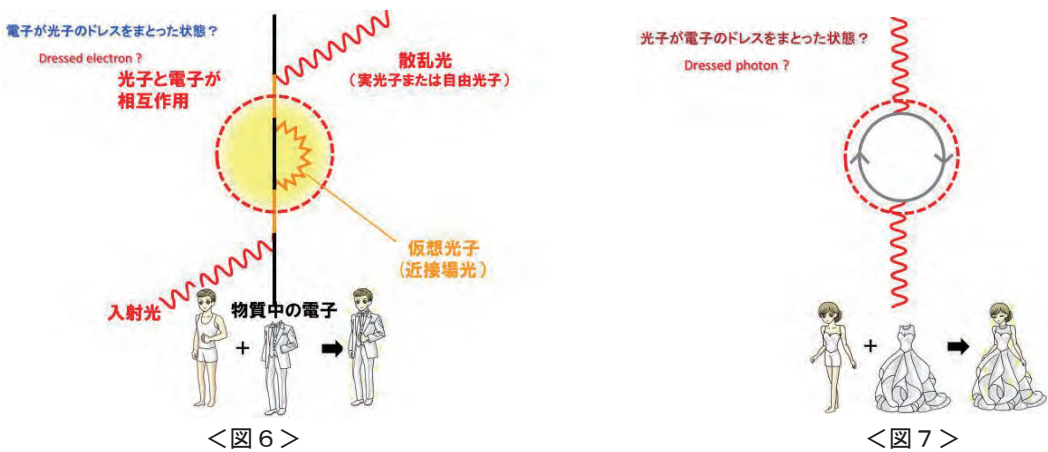 電子が光子のドレスをまとった状態？
Dressed electron ?
光子と電子が
相互作用
散乱光
（実光子または自由光子）
仮想光子
（近接場光）
入射光
物質中の電子
+
＜図６＞
光子が電子のドレスをまとった状態？
Dressed photon ?
+
＜図７＞